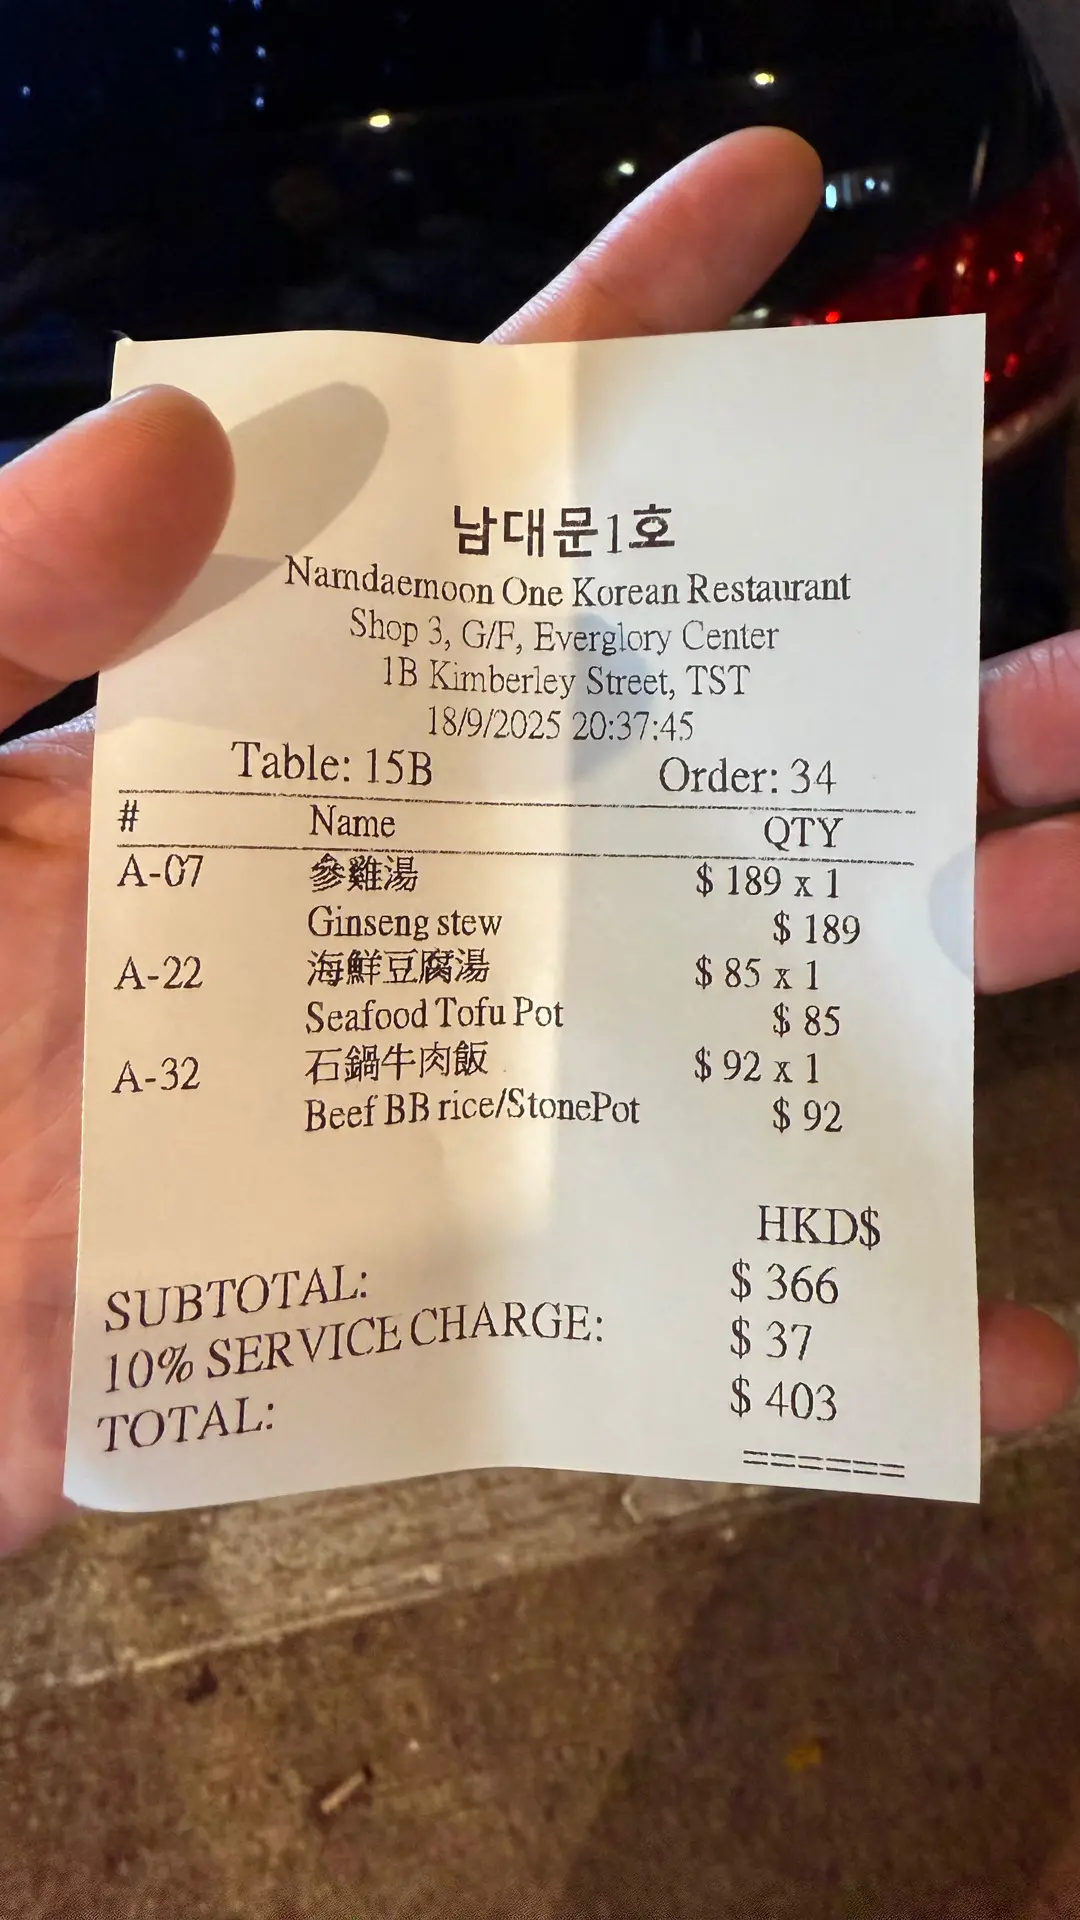 남대문1호
Namdaemoon One Korean Restaurant
Shop 3, G/F, Everglory Center
1B Kimberley Street, TST
18/9/2025 20:37:45
Table: 15B Order: 34
# Name QTY
A-07 參雞湯 $ 189 x 1
Ginseng stew $ 189
A-22 海鮮豆腐湯 $ 85 x 1
Seafood Tofu Pot $ 85
A-32 石鍋牛肉飯 $ 92 x 1
Beef BB rice/StonePot $ 92
HKD$
SUBTOTAL: $ 366
10% SERVICE CHARGE: $ 37
TOTAL: $ 403
======